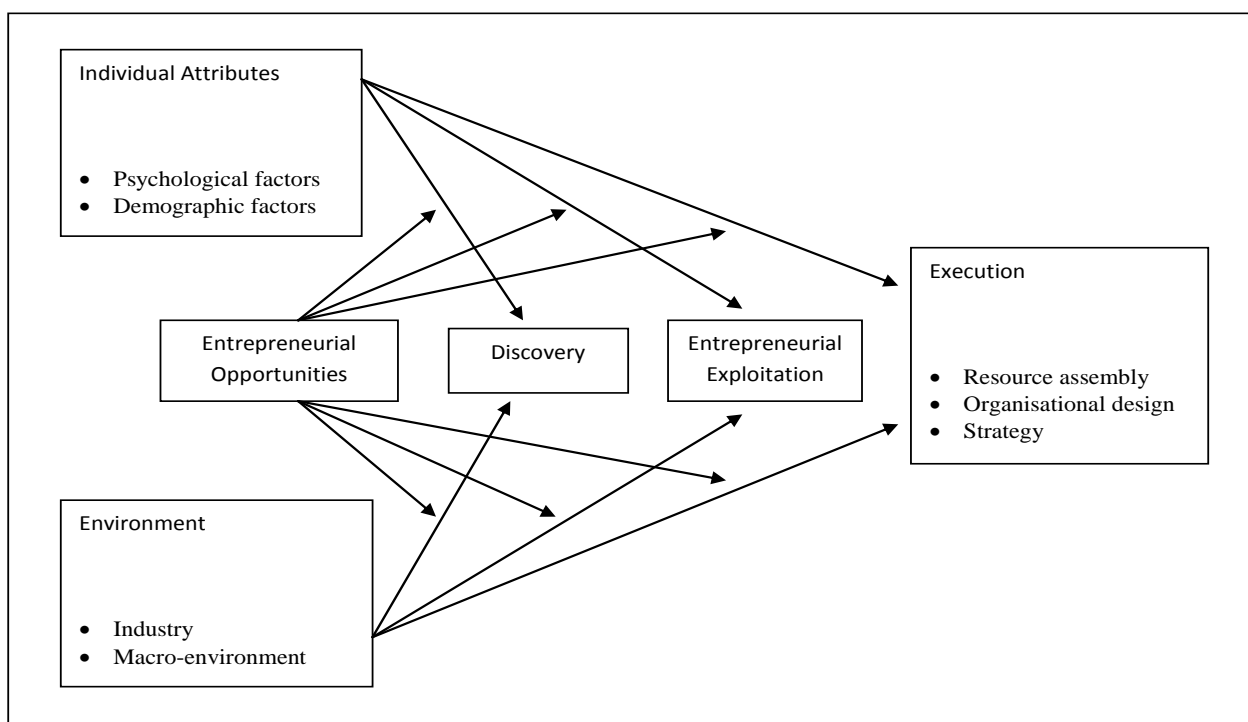 Individual Attributes
• Psychological factors
• Demographic factors
Entrepreneurial
Opportunities
Discovery
Entrepreneurial
Exploitation
Execution
• Resource assembly
• Organisational design
• Strategy
Environment
• Industry
• Macro-environment